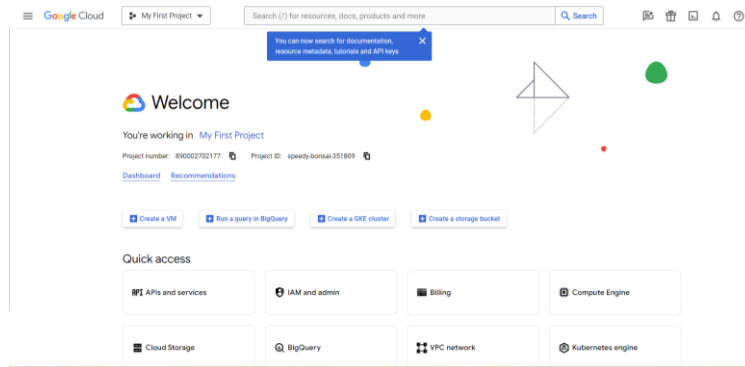 Google Cloud
My First Project
Search (/) for resources, docs, products and more
Search
You can now search for documentation,
resource metadata, tutorials and API keys
Welcome
You're working in My First Project
Project number: 890002702177 Project ID: speedy-bonsai-351809
Dashboard Recommendations
Create a VM
Run a query in BigQuery
Create a GKE cluster
Create a storage bucket
Quick access
API APIs and services
IAM and admin
Billing
Compute Engine
Cloud Storage
BigQuery
VPC network
Kubernetes engine